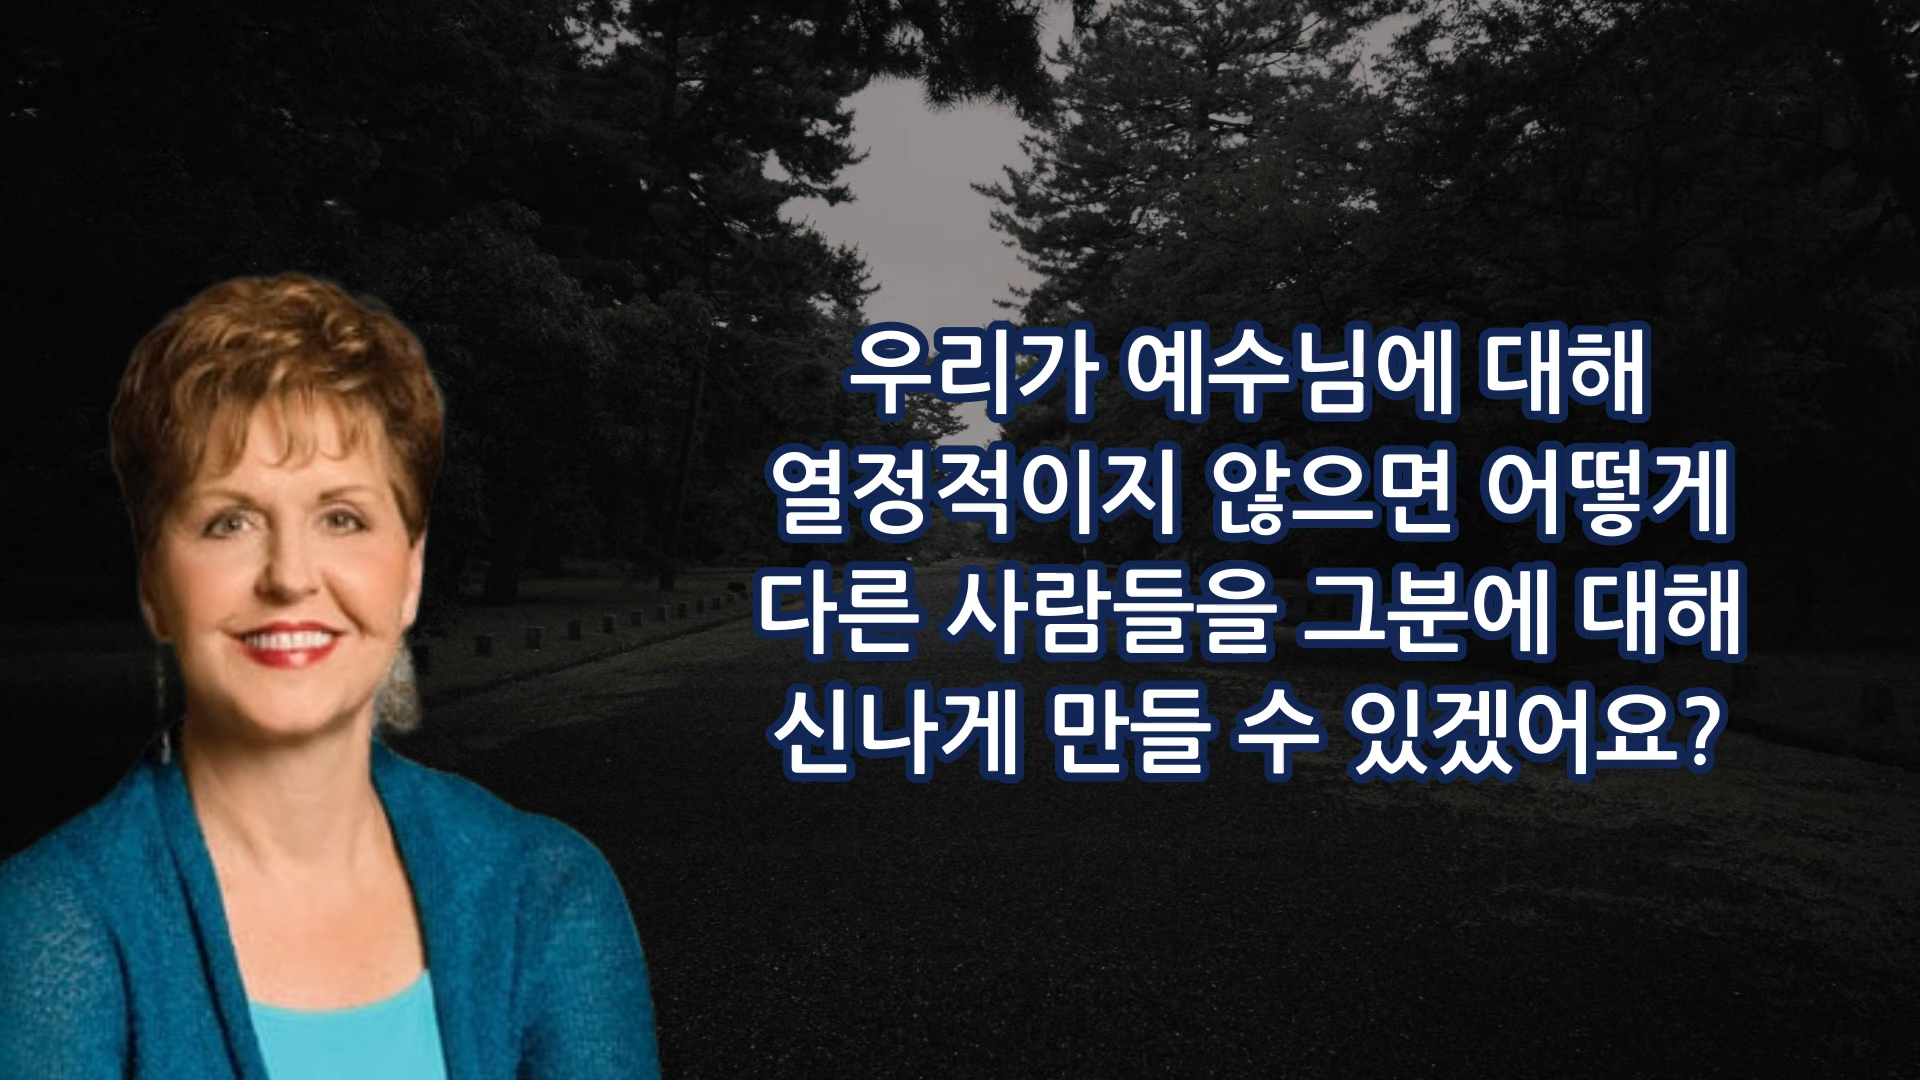 우리가 예수님에 대해
열정적이지 않으면 어떻게
다른 사람들을 그분에 대해
신나게 만들 수 있겠어요?